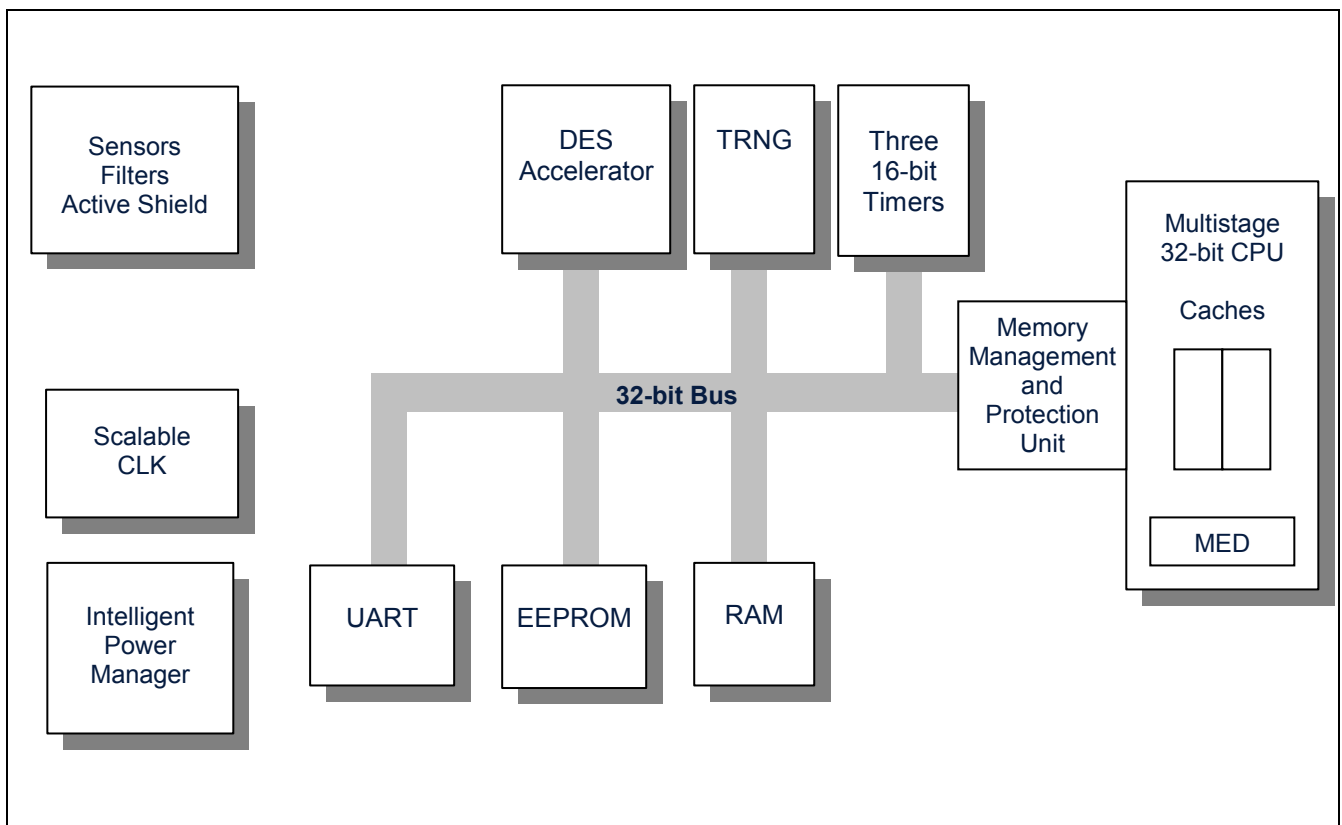 Sensors
Filters
Active Shield
DES
Accelerator
TRNG
Three
16-bit
Timers
Multistage
32-bit CPU
Caches
Memory
Management
and
Protection
Unit
32-bit Bus
Scalable
CLK
MED
Intelligent
Power
Manager
UART
EEPROM
RAM